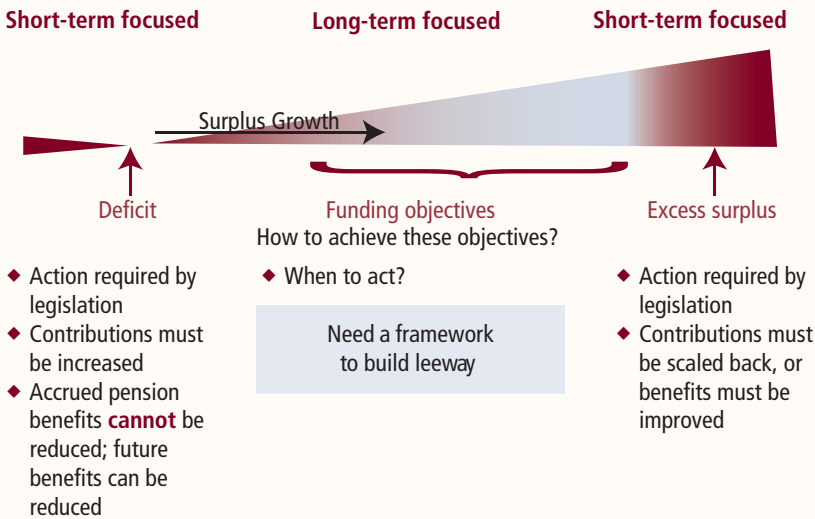 Short-term focused
Long-term focused
Short-term focused
Surplus Growth
Deficit
Funding objectives
How to achieve these objectives?
Excess surplus
◆ Action required by
legislation
◆ Contributions must
be increased
◆ Accrued pension
benefits cannot be
reduced; future
benefits can be
reduced
◆ When to act?
Need a framework
to build leeway
◆ Action required by
legislation
◆ Contributions must
be scaled back, or
benefits must be
improved